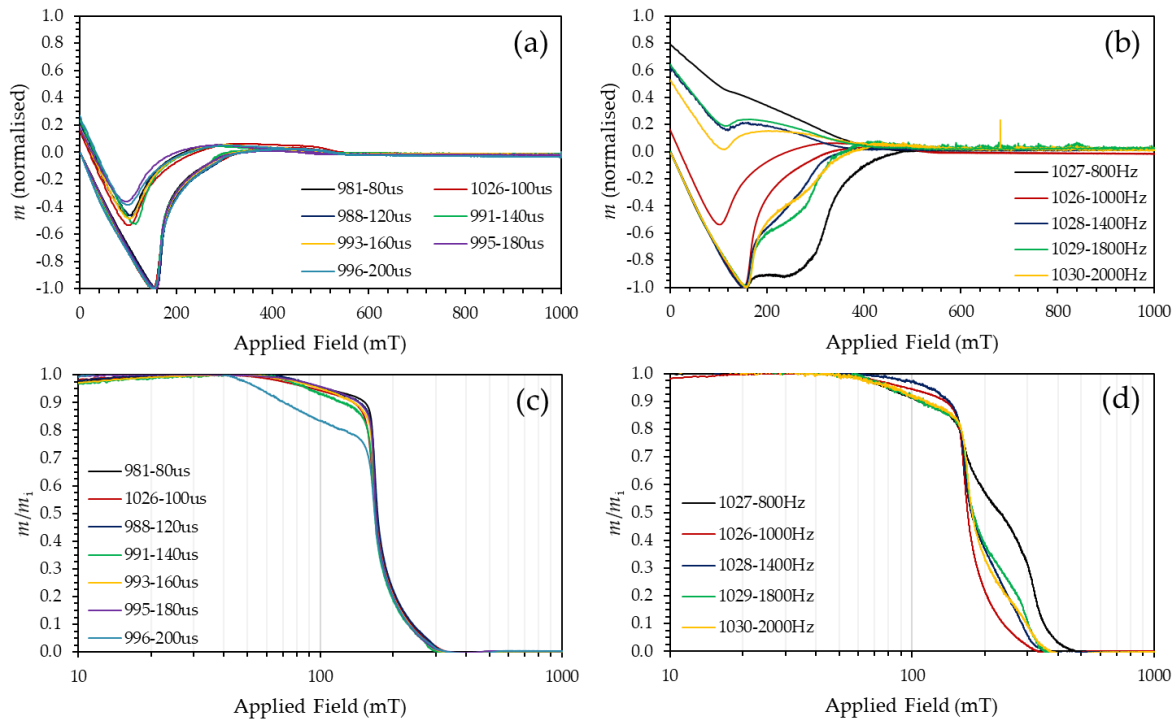 (a)
m (normalised)
1.0
0.8
0.6
0.4
0.2
0.0
-0.2
-0.4
-0.6
-0.8
-1.0
981-80us 1026-100us
988-120us 991-140us
993-160us 995-180us
996-200us
0 200 400 600 800 1000
Applied Field (mT)
(b)
m (normalised)
1.0
0.8
0.6
0.4
0.2
0.0
-0.2
-0.4
-0.6
-0.8
-1.0
1027-800Hz
1026-1000Hz
1028-1400Hz
1029-1800Hz
1030-2000Hz
0 200 400 600 800 1000
Applied Field (mT)
(c)
m/mi
1.0
0.9
0.8
0.7
0.6
0.5
0.4
0.3
0.2
0.1
0
981-80us
1026-100us
988-120us
991-140us
993-160us
995-180us
996-200us
10 100 1000
Applied Field (mT)
(d)
m/mi
1.0
0.9
0.8
0.7
0.6
0.5
0.4
0.3
0.2
0.1
0
1027-800Hz
1026-1000Hz
1028-1400Hz
1029-1800Hz
1030-2000Hz
10 100 1000
Applied Field (mT)